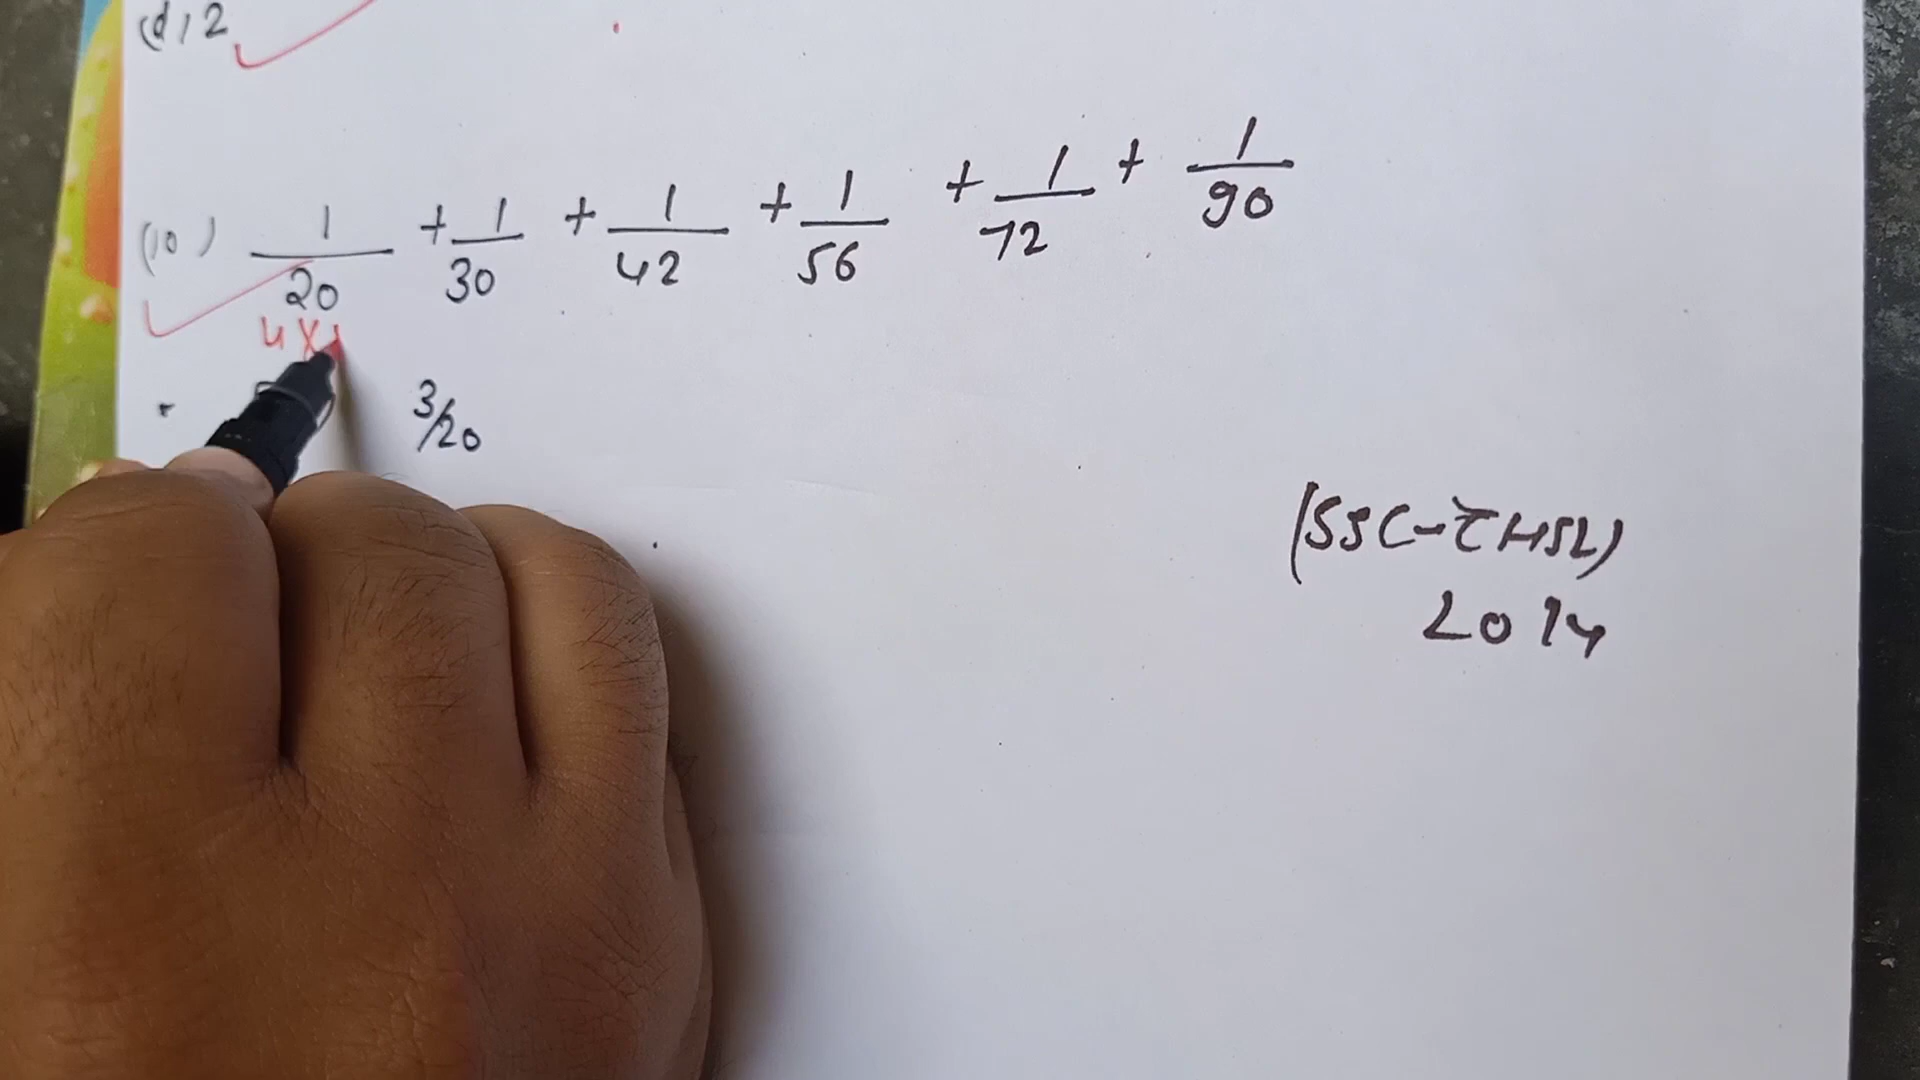 (d) 2
(10) 1/20 + 1/30 + 1/42 + 1/56 + 1/72 + 1/90
4 X
3/20
(SSC-CHSL)
2014